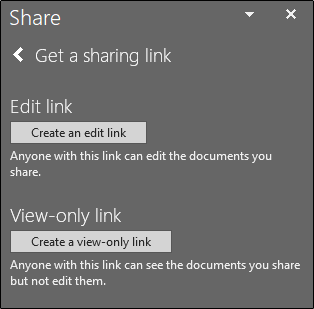 Share
Get a sharing link
Edit link
Create an edit link
Anyone with this link can edit the documents you
share.
View-only link
Create a view-only link
Anyone with this link can see the documents you share
but not edit them.